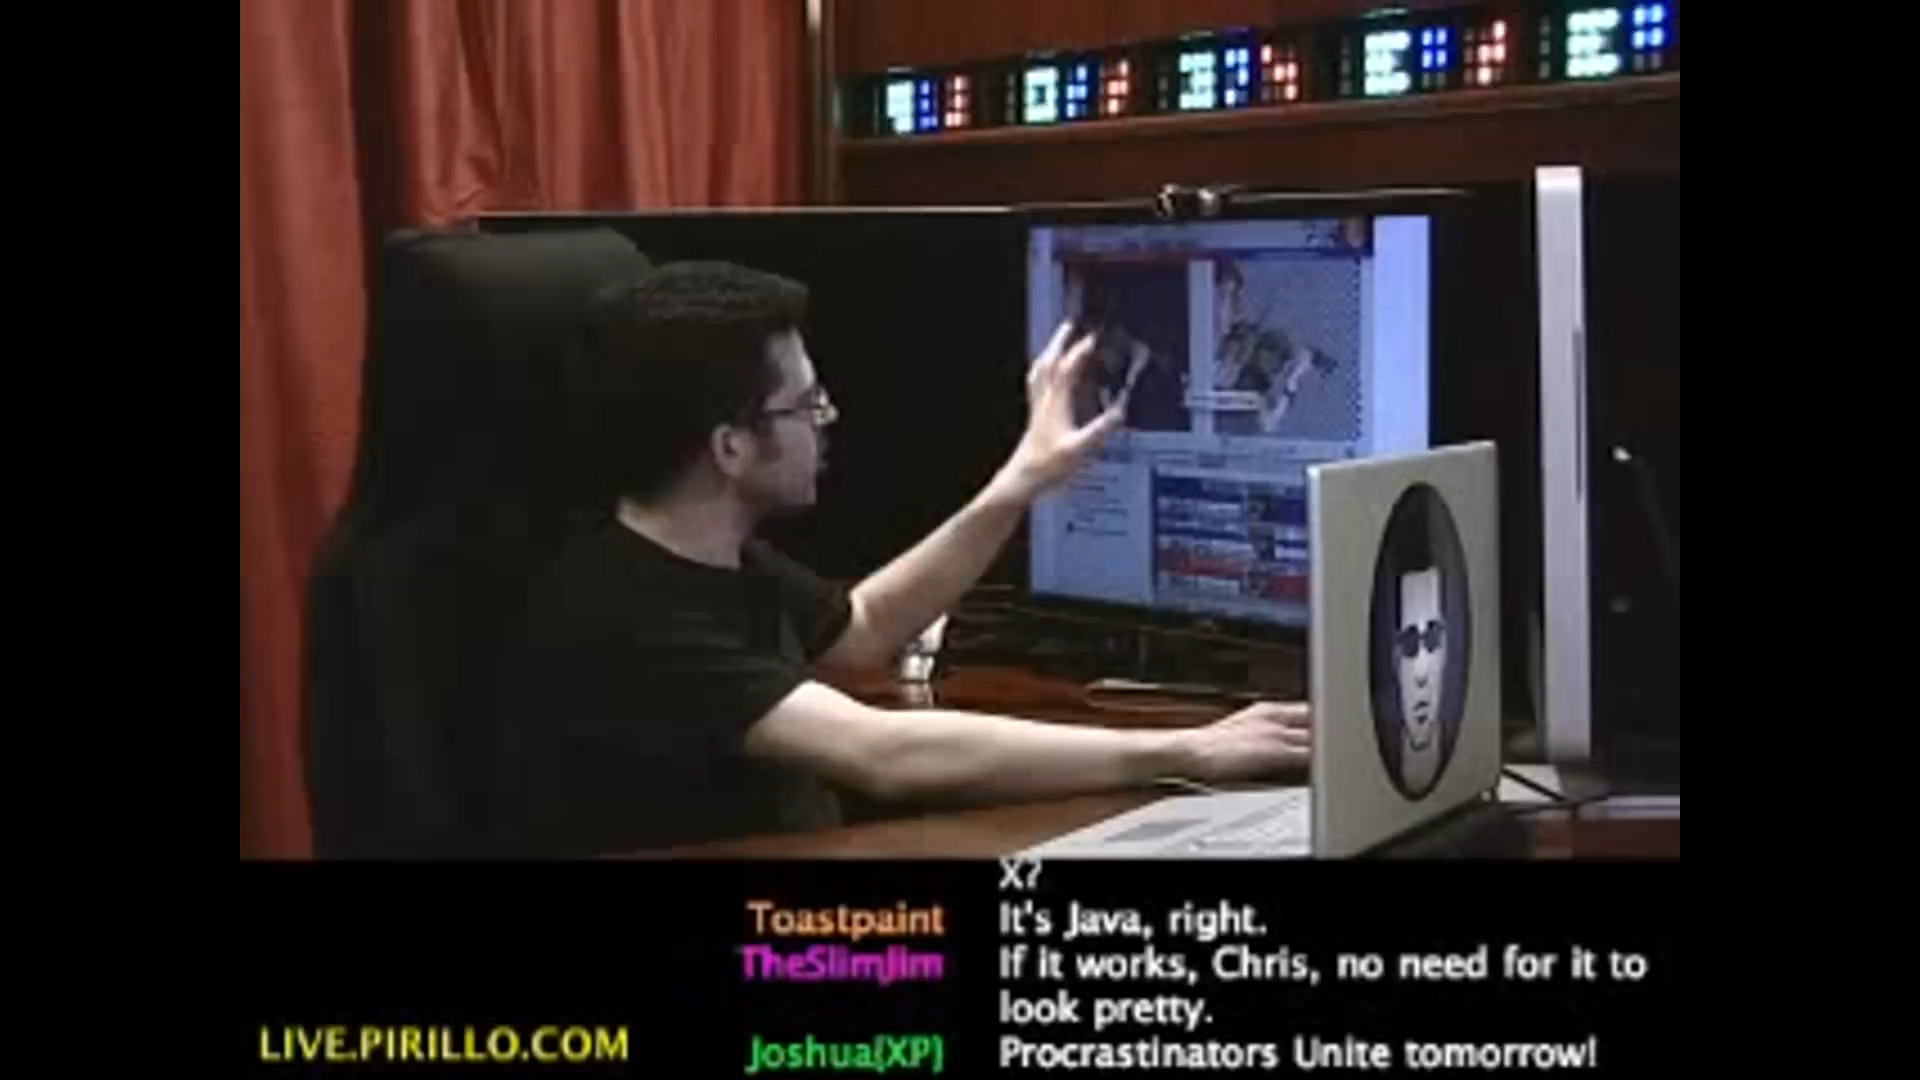 X?
Toastpaint It's Java, right.
TheSlimJim If it works, Chris, no need for it to
look pretty.
LIVE.PIRILLO.COM
Joshua(XP) Procrastinators Unite tomorrow!